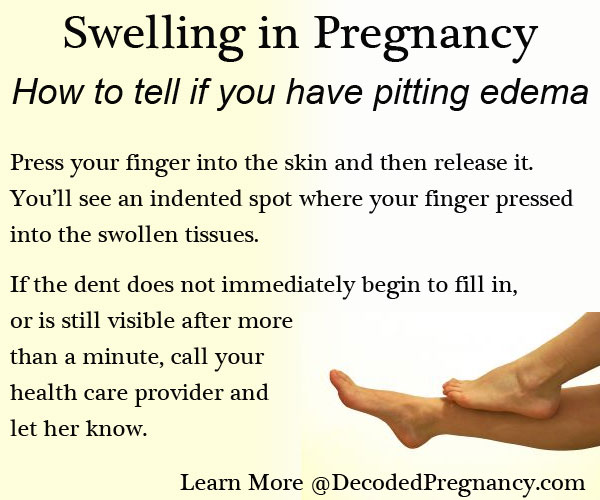 Swelling in Pregnancy
How to tell if you have pitting edema
Press your finger into the skin and then release it.
You’ll see an indented spot where your finger pressed
into the swollen tissues.
If the dent does not immediately begin to fill in,
or is still visible after more
than a minute, call your
health care provider and
let her know.
Learn More @DecodedPregnancy.com